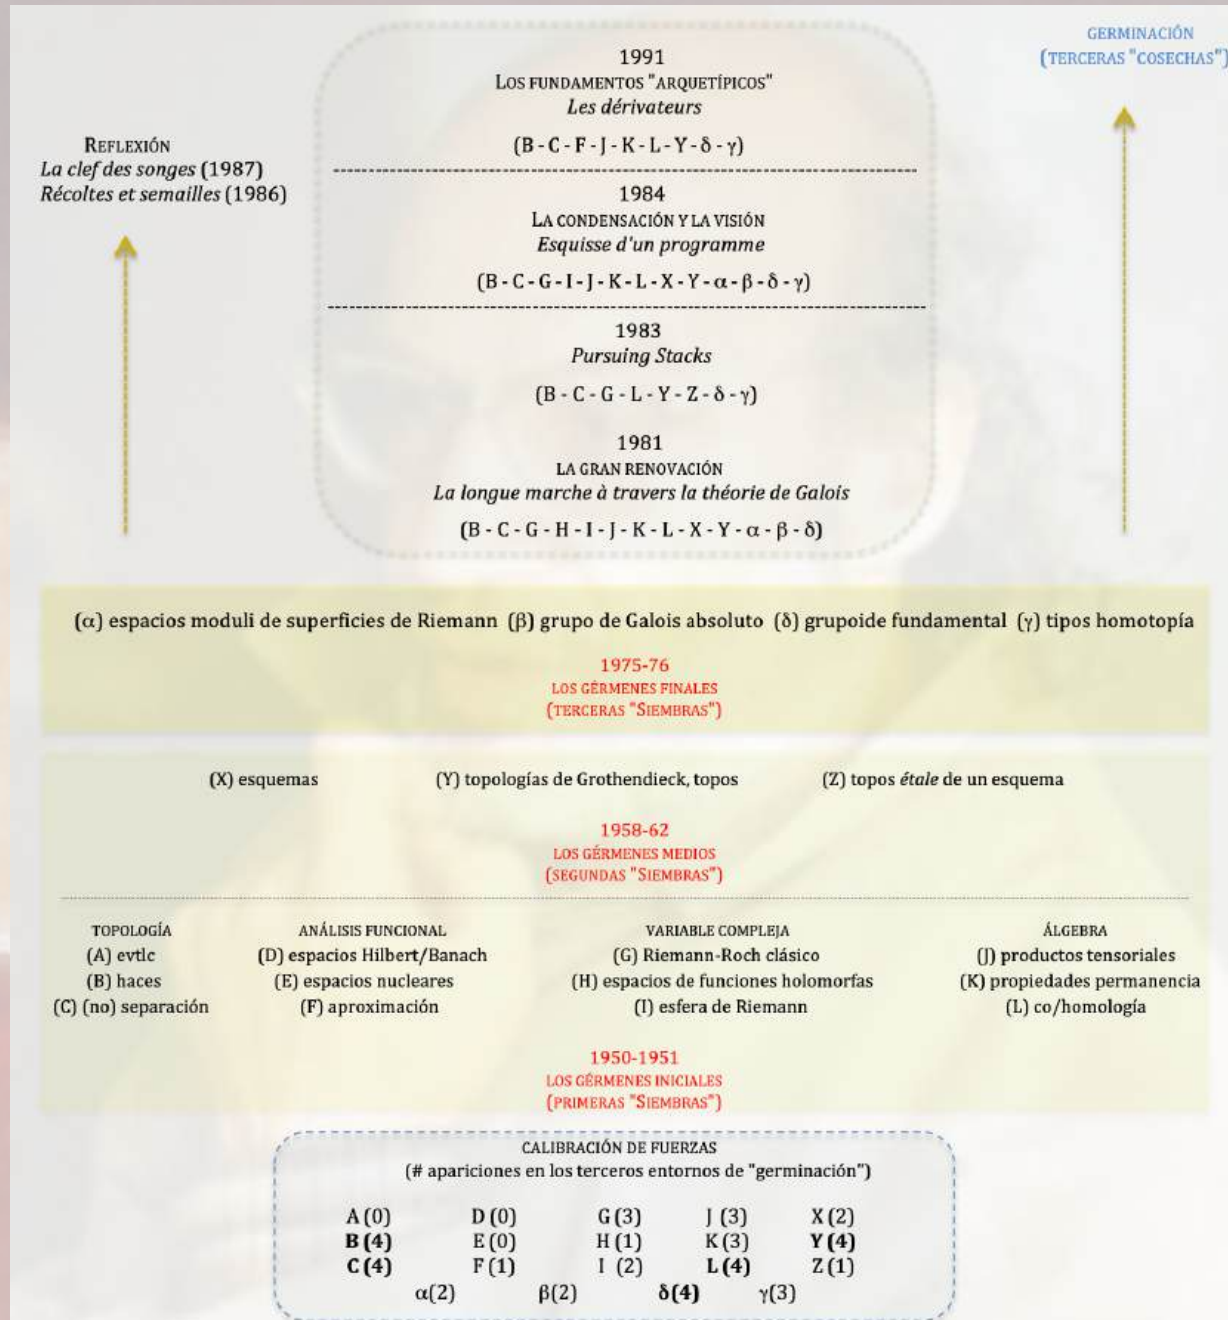 GERMINACIÓN
(TERCERAS "COSECHAS")
1991
LOS FUNDAMENTOS "ARQUETÍPICOS"
Les dérivateurs
(B - C - F - J - K - L - Y - δ - γ)
REFLEXIÓN
La clef des songes (1987)
Récoltes et semailles (1986)
1984
LA CONDENSACIÓN Y LA VISIÓN
Esquisse d'un programme
(B - C - G - I - J - K - L - X - Y - α - β - δ - γ)
1983
Pursuing Stacks
(B - C - G - L - Y - Z - δ - γ)
1981
LA GRAN RENOVACIÓN
La longue marche à travers la théorie de Galois
(B - C - G - H - I - J - K - L - X - Y - α - β - δ)
(α) espacios moduli de superficies de Riemann (β) grupo de Galois absoluto (δ) grupoide fundamental (γ) tipos homotopía
1975-76
LOS GÉRMENES FINALES
(TERCERAS "SIEMBRAS")
(X) esquemas (Y) topologías de Grothendieck, topos (Z) topos étale de un esquema
1958-62
LOS GÉRMENES MEDIOS
(SEGUNDAS "SIEMBRAS")
TOPOLOGÍA ANÁLISIS FUNCIONAL VARIABLE COMPLEJA ÁLGEBRA
(A) evtlc (D) espacios Hilbert/Banach (G) Riemann-Roch clásico (J) productos tensoriales
(B) haces (E) espacios nucleares (H) espacios de funciones holomorfas (K) propiedades permanencia
(C) (no) separación (F) aproximación (I) esfera de Riemann (L) co/homología
1950-1951
LOS GÉRMENES INICIALES
(PRIMERAS "SIEMBRAS")
CALIBRACIÓN DE FUERZAS
(# apariciones en los terceros entornos de "germinación")
A (0) D (0) G (3) J (3) X (2)
B (4) E (0) H (1) K (3) Y (4)
C (4) F (1) I (2) L (4) Z (1)
α(2) β(2) δ(4) γ(3)